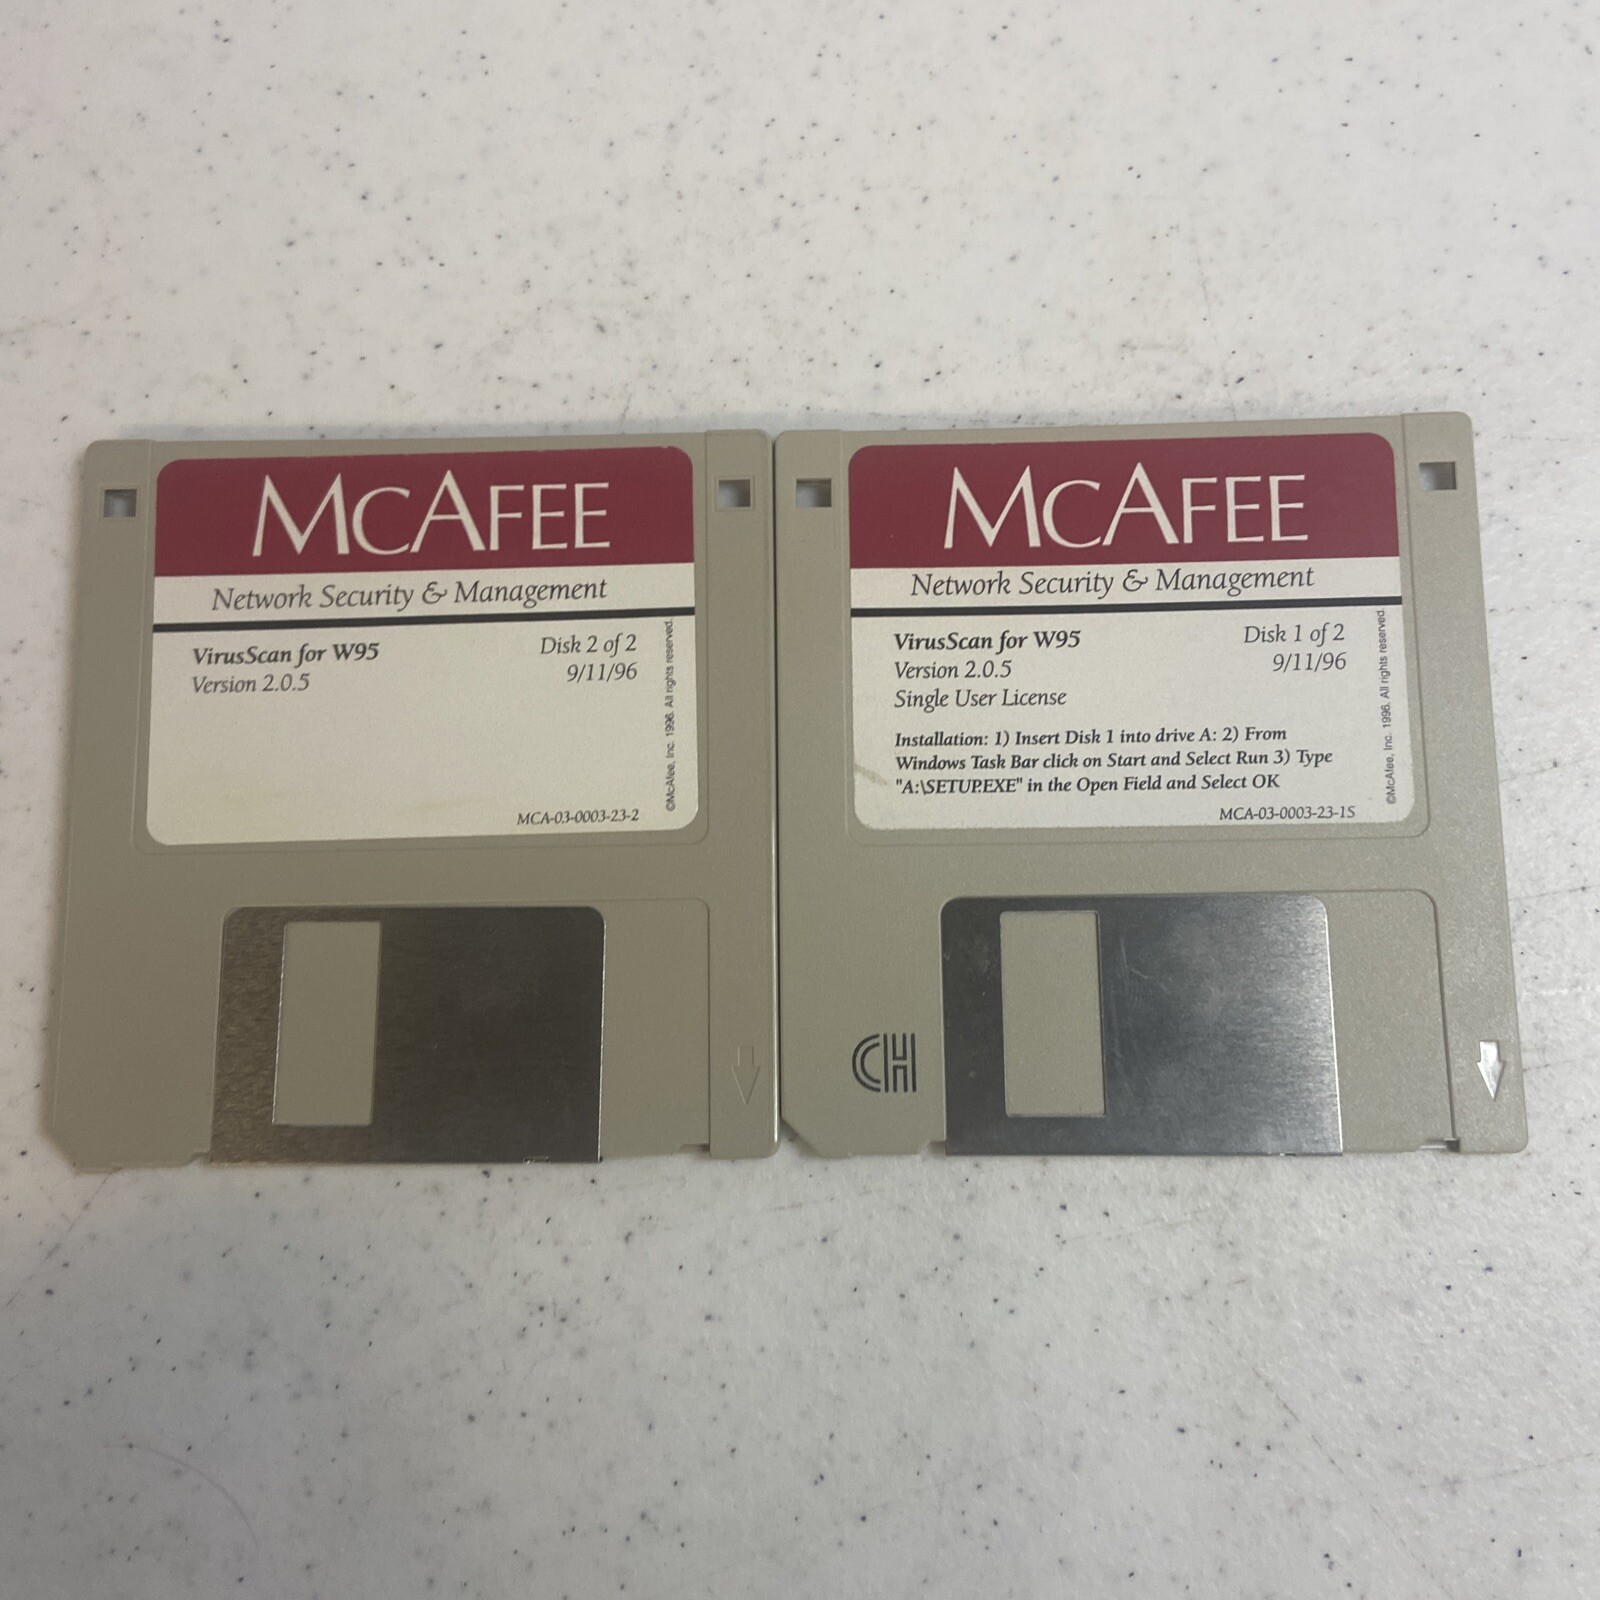 McAfee
Network Security & Management
VirusScan for W95
Disk 2 of 2
Version 2.0.5
9/11/96
©McAfee, Inc. 1996. All rights reserved.
MCA-03-0003-23-2
McAfee
Network Security & Management
VirusScan for W95
Disk 1 of 2
Version 2.0.5
9/11/96
Single User License
Installation: 1) Insert Disk 1 into drive A: 2) From
Windows Task Bar click on Start and Select Run 3) Type
"A:\SETUP.EXE" in the Open Field and Select OK
©McAfee, Inc. 1996. All rights reserved.
MCA-03-0003-23-1S
CH